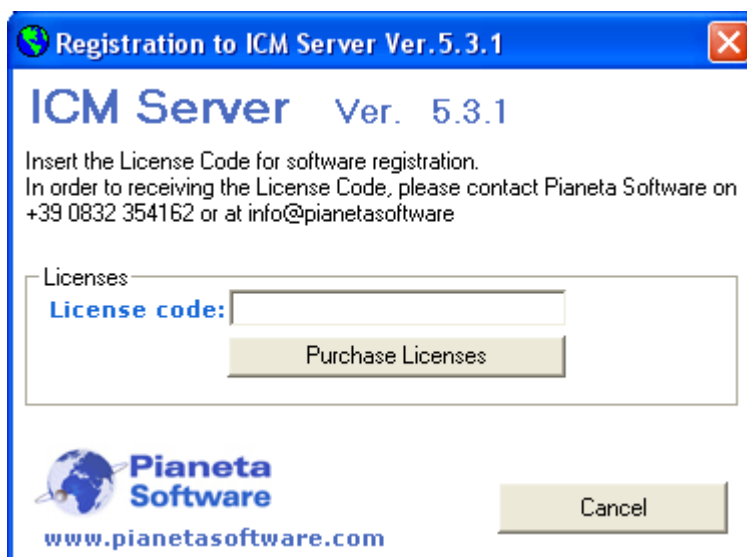 Registration to ICM Server Ver.5.3.1
ICM Server Ver. 5.3.1
Insert the License Code for software registration.
In order to receiving the License Code, please contact Pianeta Software on
+39 0832 354162 or at info@pianetasoftware
Licenses
License code:
Purchase Licenses
Pianeta
Software
Cancel
www.pianetasoftware.com